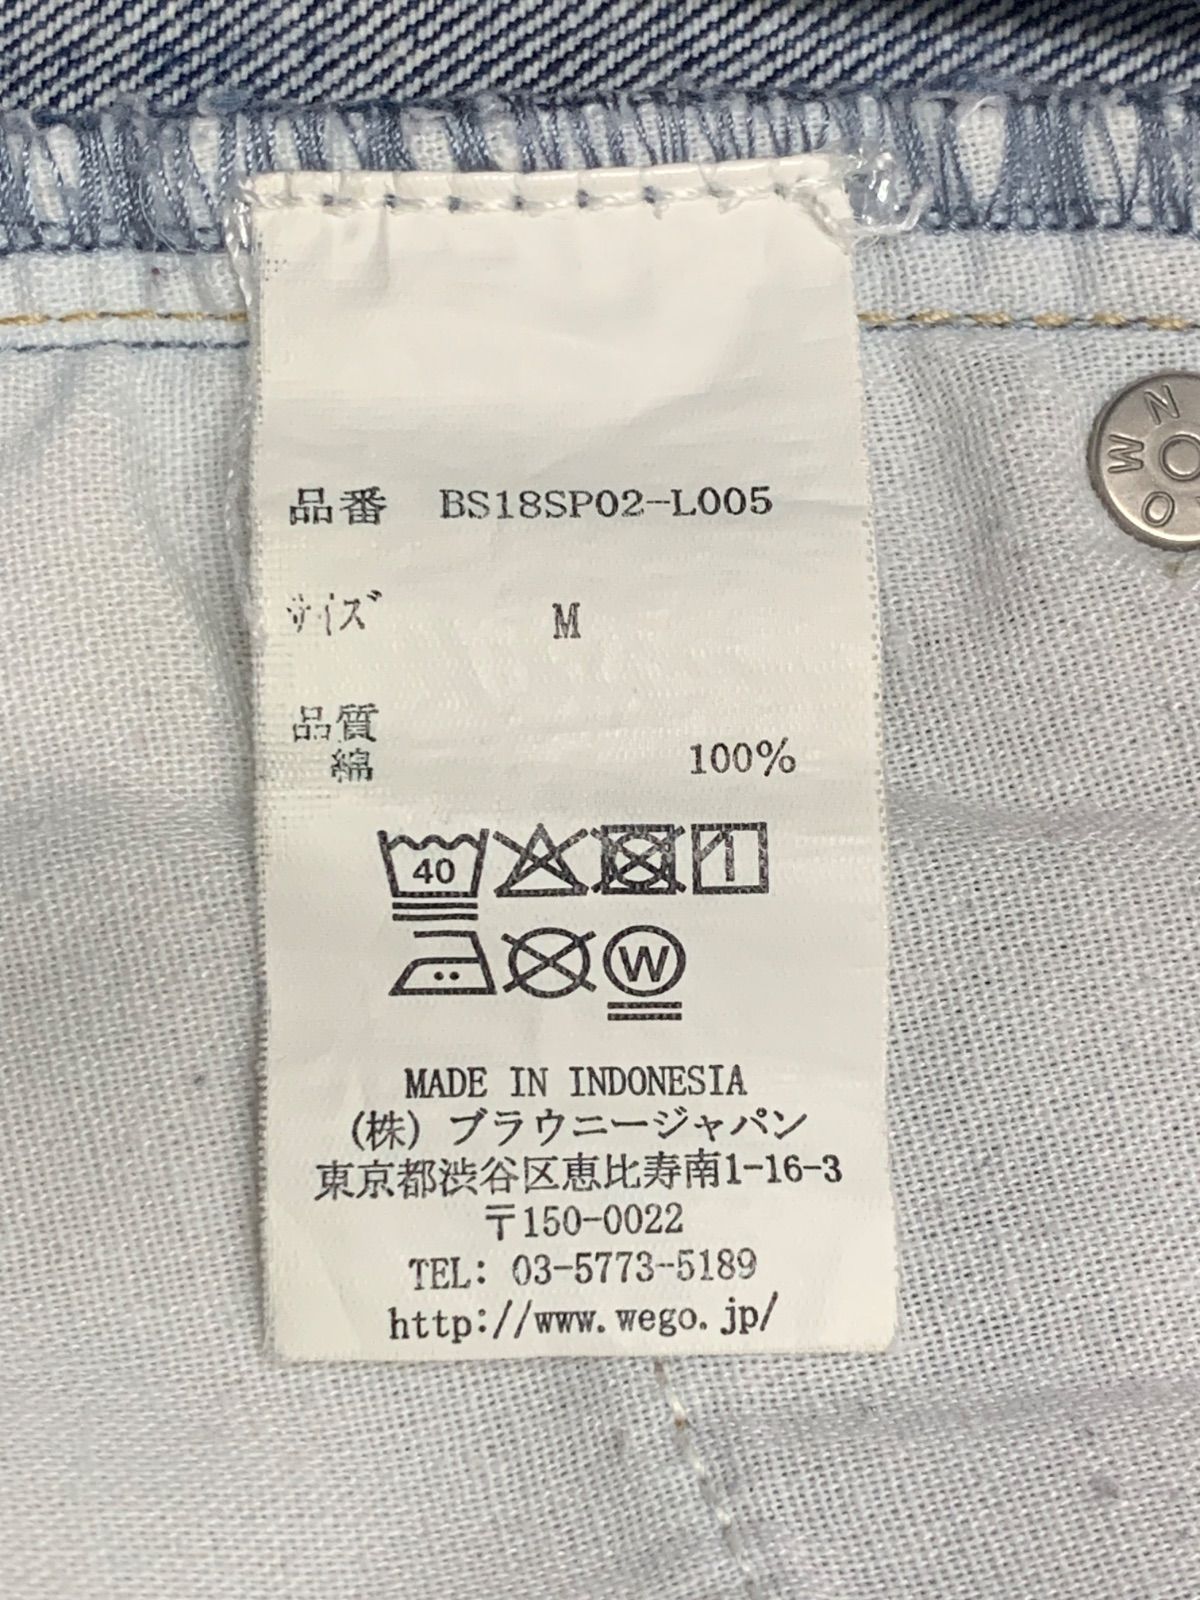 品番 BS18SP02-L005
サイズ M
品質
綿 100%
40
W
MADE IN INDONESIA
(株) ブラウニージャパン
東京都渋谷区恵比寿南1-16-3
〒150-0022
TEL: 03-5773-5189
http://www.wego.jp/